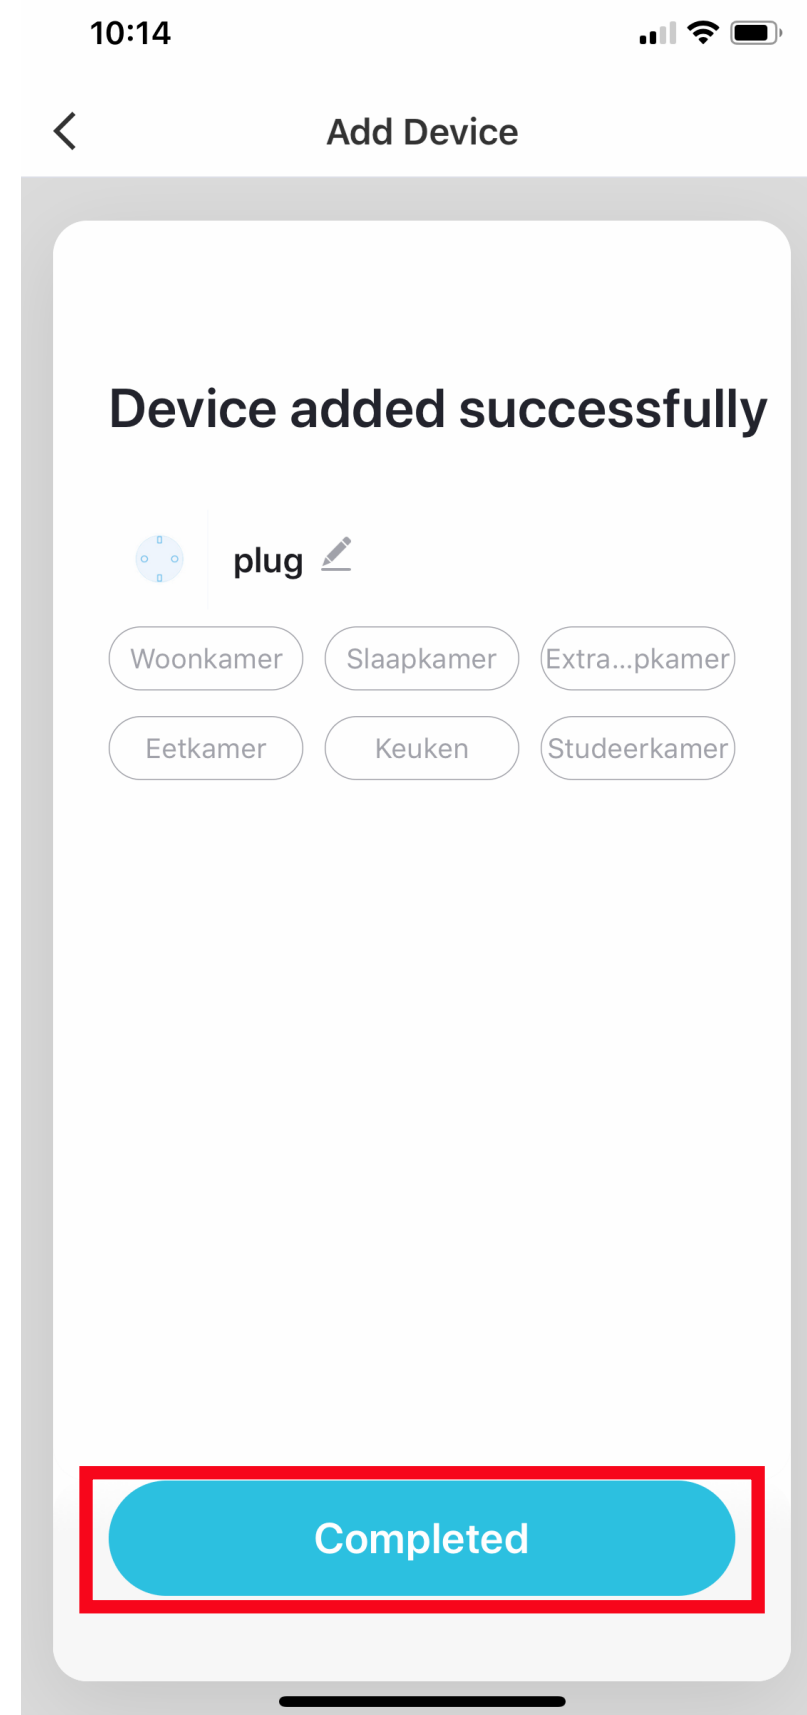 10:14
Add Device
Device added successfully
plug
Woonkamer Slaapkamer Extra...pkamer
Eetkamer Keuken Studeerkamer
Completed